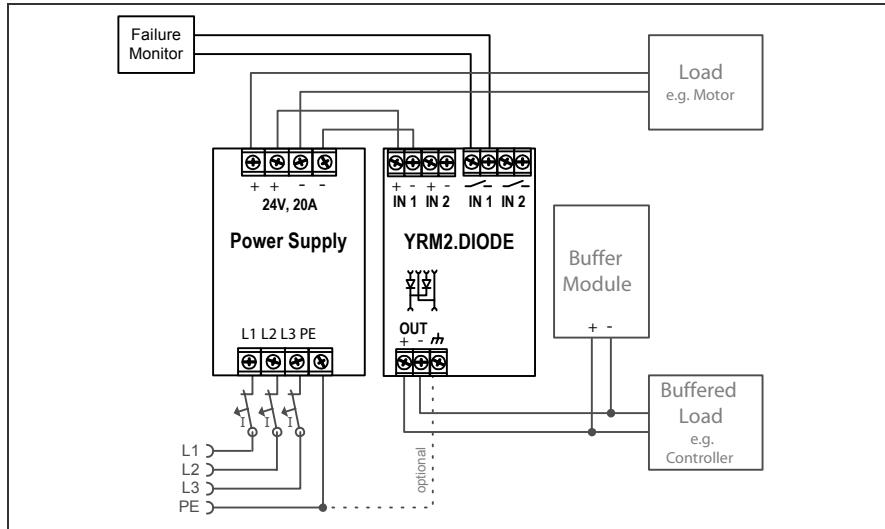 Failure
Monitor
Load
e.g. Motor
+ + - -
24V, 20A
Power Supply
L1 L2 L3 PE
+ - + -
IN 1 IN 2
IN 1 IN 2
YRM2.DIODE
OUT
+ -
Buffer
Module
+ -
Buffered
Load
e.g.
Controller
I I I
L1
L2
L3
PE
optional